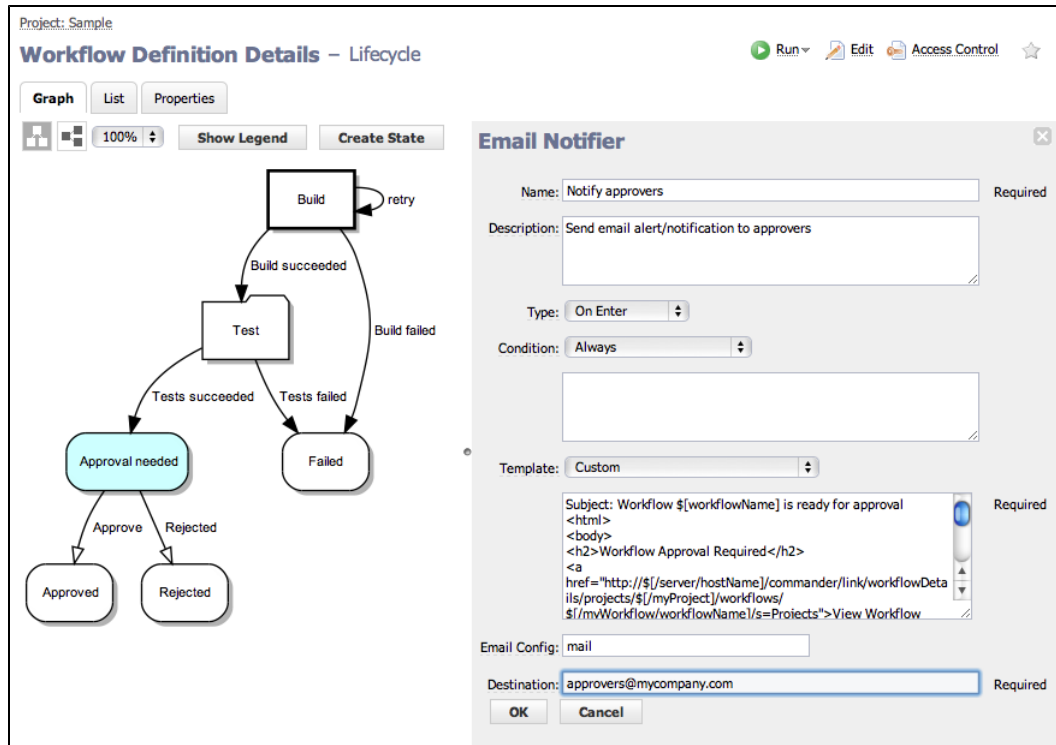 Project: Sample
Workflow Definition Details – Lifecycle
Run
Edit
Access Control
Graph
List
Properties
100%
Show Legend
Create State
Build
retry
Build succeeded
Test
Build failed
Tests succeeded
Tests failed
Approval needed
Failed
Approve
Rejected
Approved
Rejected
Email Notifier
Name: Notify approvers Required
Description: Send email alert/notification to approvers
Type: On Enter
Condition: Always
Template: Custom
Subject: Workflow $[workflowName] is ready for approval Required
<html>
<body>
<h2>Workflow Approval Required</h2>
<a
href="http://$[/server/hostName]/commander/link/workflowDeta
ils/projects/$[/myProject]/workflows/
$[/myWorkflow/workflowName]/s=Projects">View Workflow
Email Config: mail
Destination: approvers@mycompany.com Required
OK
Cancel